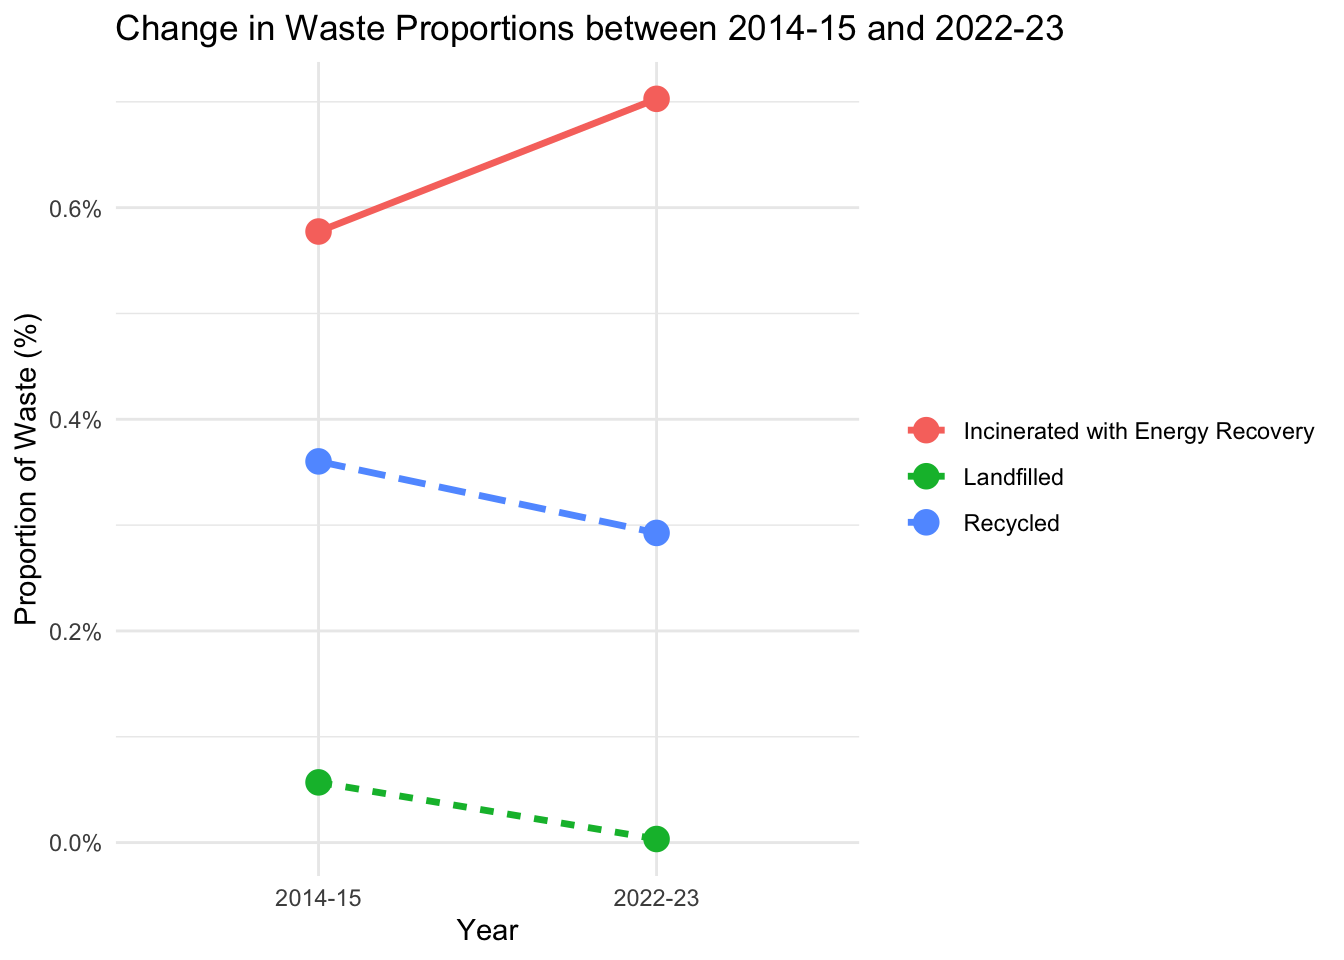 Change in Waste Proportions between 2014-15 and 2022-23
Proportion of Waste (%)
0.6%
0.4%
0.2%
0.0%
2014-15
2022-23
Year
Incinerated with Energy Recovery
Landfilled
Recycled